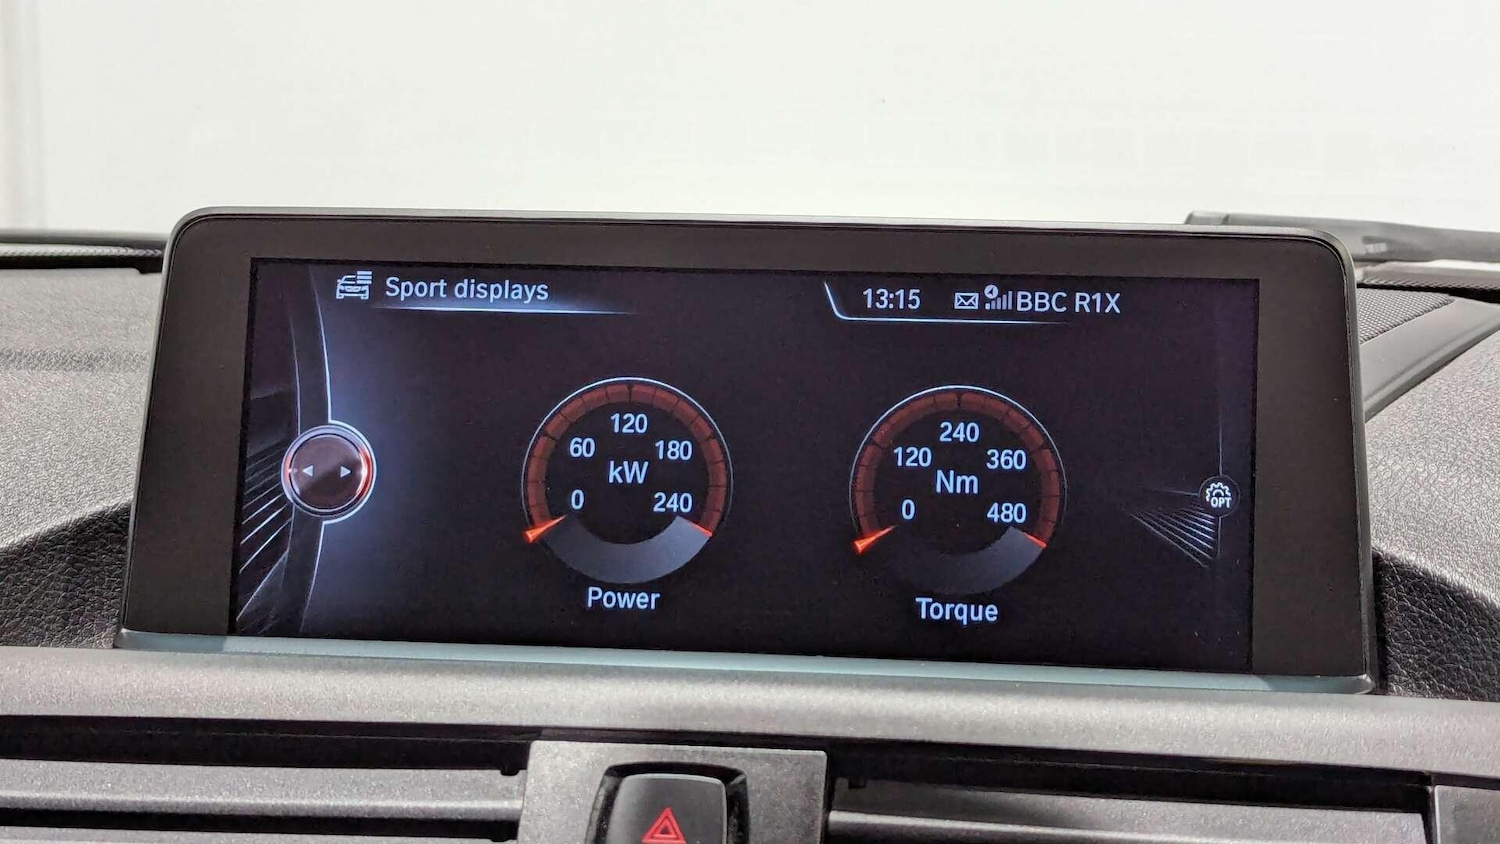 Sport displays
13:15 BBC R1X
120
60 180
kW
0 240
Power
240
120 360
Nm
0 480
Torque
OPT